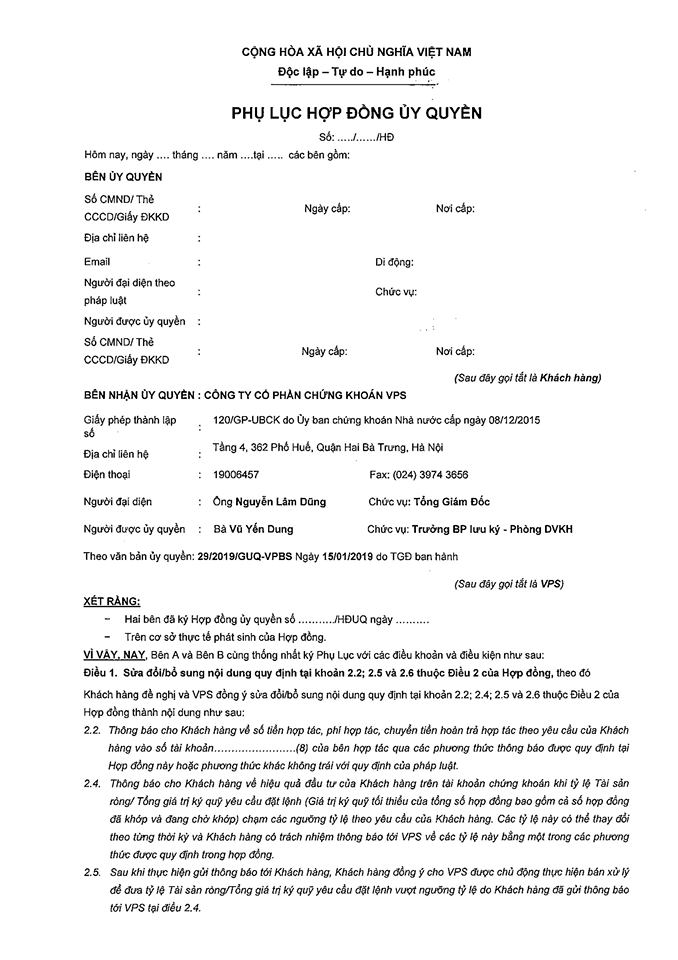 CỘNG HÒA XÃ HỘI CHỦ NGHĨA VIỆT NAM
Độc lập – Tự do – Hạnh phúc
PHỤ LỤC HỢP ĐỒNG ỦY QUYỀN
Số: ...../....../HĐ
Hôm nay, ngày .... tháng .... năm ....tại ..... các bên gồm:
BÊN ỦY QUYỀN
Số CMND/ Thẻ
CCCD/Giấy ĐKKD : Ngày cấp: Nơi cấp:
Địa chỉ liên hệ :
Email : Di động:
Người đại diện theo
pháp luật : Chức vụ:
Người được ủy quyền :
Số CMND/ Thẻ
CCCD/Giấy ĐKKD : Ngày cấp: Nơi cấp:
(Sau đây gọi tắt là Khách hàng)
BÊN NHẬN ỦY QUYỀN : CÔNG TY CỔ PHẦN CHỨNG KHOÁN VPS
Giấy phép thành lập
số : 120/GP-UBCK do Ủy ban chứng khoán Nhà nước cấp ngày 08/12/2015
Địa chỉ liên hệ : Tầng 4, 362 Phố Huế, Quận Hai Bà Trưng, Hà Nội
Điện thoại : 19006457 Fax: (024) 3974 3656
Người đại diện : Ông Nguyễn Lâm Dũng Chức vụ: Tổng Giám Đốc
Người được ủy quyền : Bà Vũ Yến Dung Chức vụ: Trưởng BP lưu ký - Phòng DVKH
Theo văn bản ủy quyền: 29/2019/GUQ-VPBS Ngày 15/01/2019 do TGĐ ban hành
(Sau đây gọi tắt là VPS)
XÉT RẰNG:
– Hai bên đã ký Hợp đồng ủy quyền số ........../HĐUQ ngày ..........
– Trên cơ sở thực tế phát sinh của Hợp đồng.
VÌ VẬY, NAY, Bên A và Bên B cùng thống nhất ký Phụ Lục với các điều khoản và điều kiện như sau:
Điều 1. Sửa đổi/bổ sung nội dung quy định tại khoản 2.2; 2.5 và 2.6 thuộc Điều 2 của Hợp đồng, theo đó
Khách hàng đề nghị và VPS đồng ý sửa đổi/bổ sung nội dung quy định tại khoản 2.2; 2.4; 2.5 và 2.6 thuộc Điều 2 của
Hợp đồng thành nội dung như sau:
2.2. Thông báo cho Khách hàng về số tiền hợp tác, phí hợp tác, chuyển tiền hoàn trả hợp tác theo yêu cầu của Khách
hàng vào số tài khoản........................(8) của bên hợp tác qua các phương thức thông báo được quy định tại
Hợp đồng này hoặc phương thức khác không trái với quy định của pháp luật.
2.4. Thông báo cho Khách hàng về hiệu quả đầu tư của Khách hàng trên tài khoản chứng khoán khi tỷ lệ Tài sản
ròng/ Tổng giá trị ký quỹ yêu cầu đặt lệnh (Giá trị ký quỹ tối thiểu của tổng số hợp đồng bao gồm cả số hợp đồng
đã khớp và đang chờ khớp) chạm các ngưỡng tỷ lệ theo yêu cầu của Khách hàng. Các tỷ lệ này có thể thay đổi
theo từng thời kỳ và Khách hàng có trách nhiệm thông báo tới VPS về các tỷ lệ này bằng một trong các phương
thức được quy định trong hợp đồng.
2.5. Sau khi thực hiện gửi thông báo tới Khách hàng, Khách hàng đồng ý cho VPS được chủ động thực hiện bán xử lý
để đưa tỷ lệ Tài sản ròng/Tổng giá trị ký quỹ yêu cầu đặt lệnh vượt ngưỡng tỷ lệ do Khách hàng đã gửi thông báo
tới VPS tại điều 2.4.